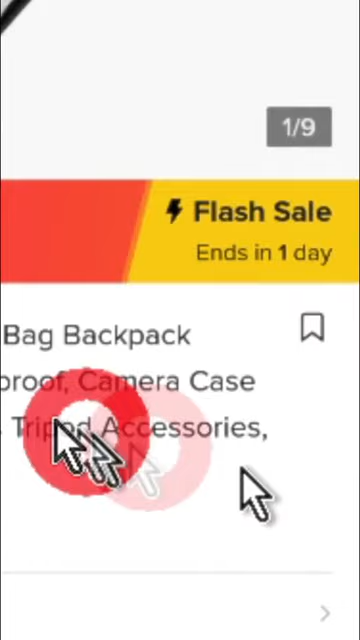 1/9
Flash Sale
Ends in 1 day
Bag Backpack
proof, Camera Case
Tripod Accessories,